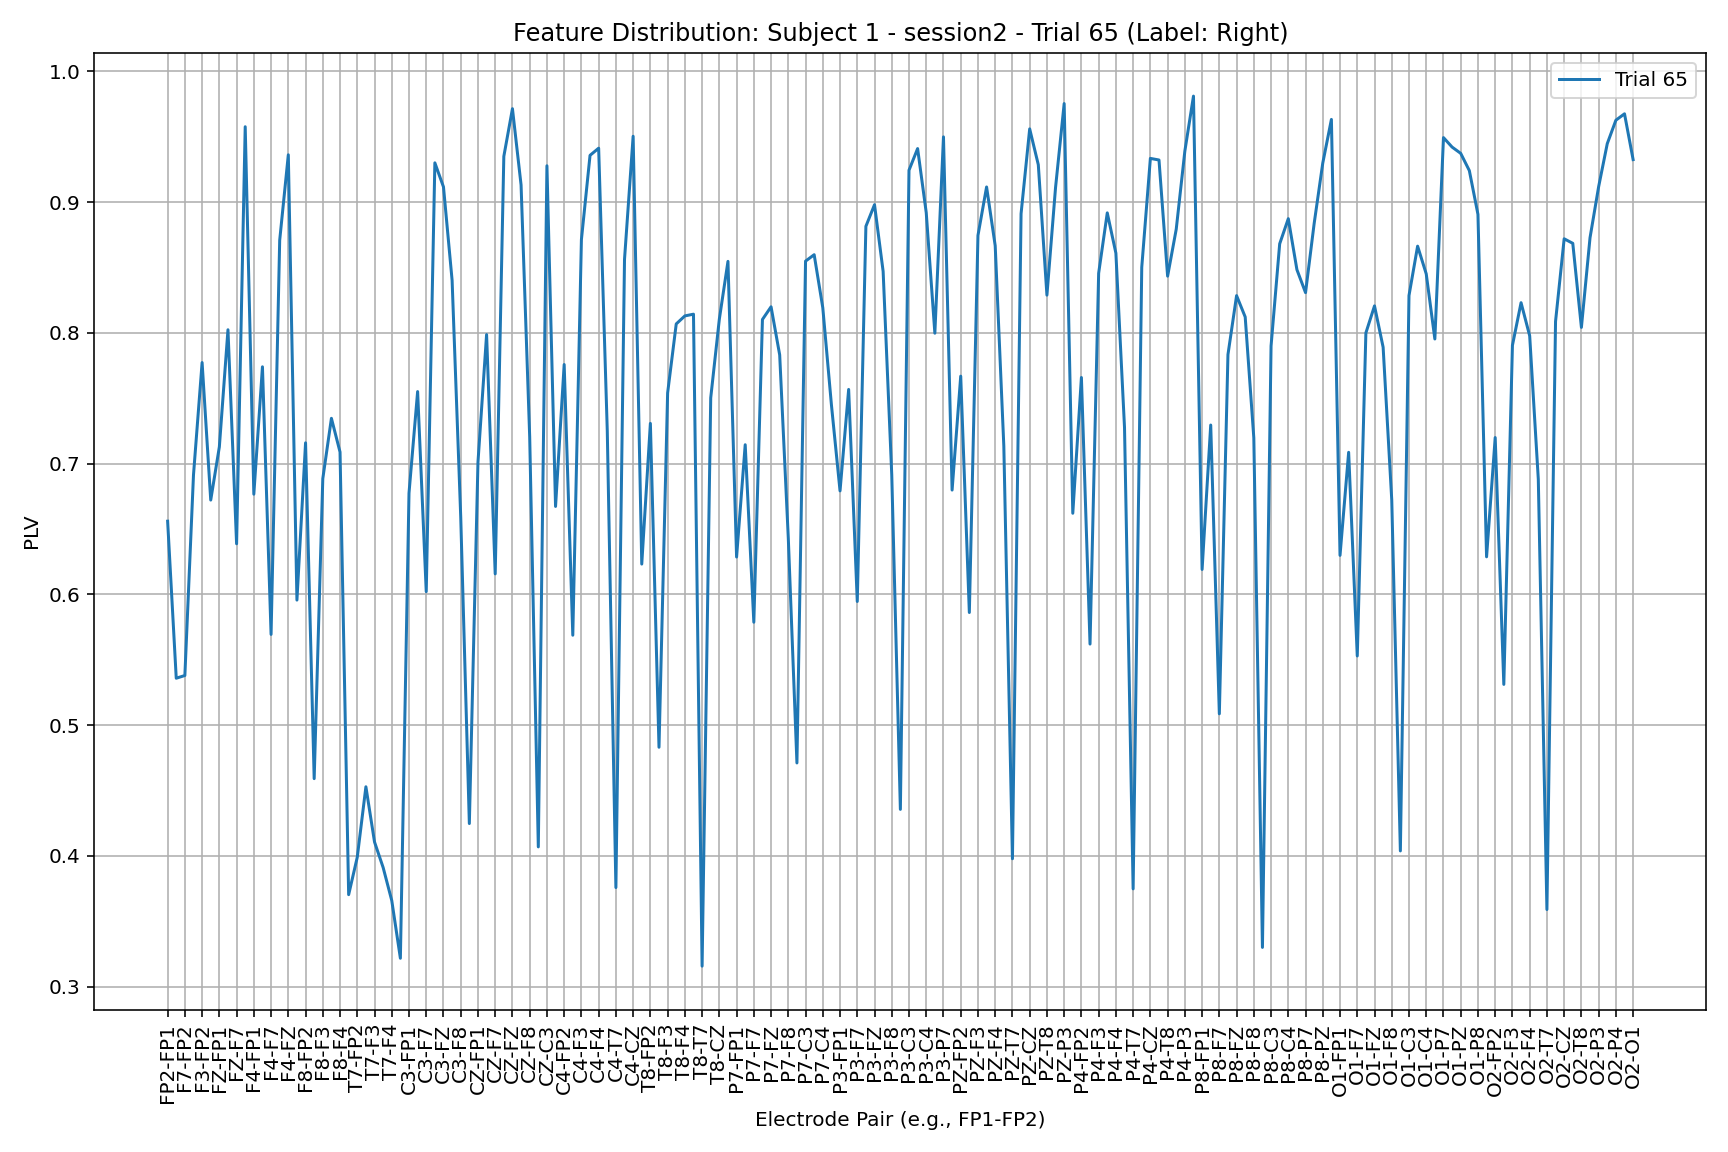 Feature Distribution: Subject 1 - session2 - Trial 65 (Label: Right)
Trial 65
PLV
1.0
0.9
0.8
0.7
0.6
0.5
0.4
0.3
FP2-FP1
F7-FP2
F3-FP2
FZ-FP1
FZ-F7
F4-FP1
F4-F7
F4-FZ
F8-FP2
F8-F3
F8-F4
T7-FP2
T7-F3
T7-F4
C3-FP1
C3-F7
C3-FZ
C3-F8
CZ-FP1
CZ-F7
CZ-FZ
CZ-F8
CZ-C3
C4-FP2
C4-F3
C4-F4
C4-T7
C4-CZ
T8-FP2
T8-F3
T8-F4
T8-T7
T8-CZ
P7-FP1
P7-F7
P7-FZ
P7-F8
P7-C3
P7-C4
P3-FP1
P3-F7
P3-FZ
P3-F8
P3-C3
P3-C4
P3-P7
PZ-FP2
PZ-F3
PZ-F4
PZ-T7
PZ-CZ
PZ-T8
PZ-P3
P4-FP2
P4-F3
P4-F4
P4-T7
P4-CZ
P4-T8
P4-P3
P8-FP1
P8-F7
P8-FZ
P8-F8
P8-C3
P8-C4
P8-P7
P8-PZ
O1-FP1
O1-F7
O1-FZ
O1-F8
O1-C3
O1-C4
O1-P7
O1-PZ
O1-P8
O2-FP2
O2-F3
O2-F4
O2-T7
O2-CZ
O2-T8
O2-P3
O2-P4
O2-O1
Electrode Pair (e.g., FP1-FP2)